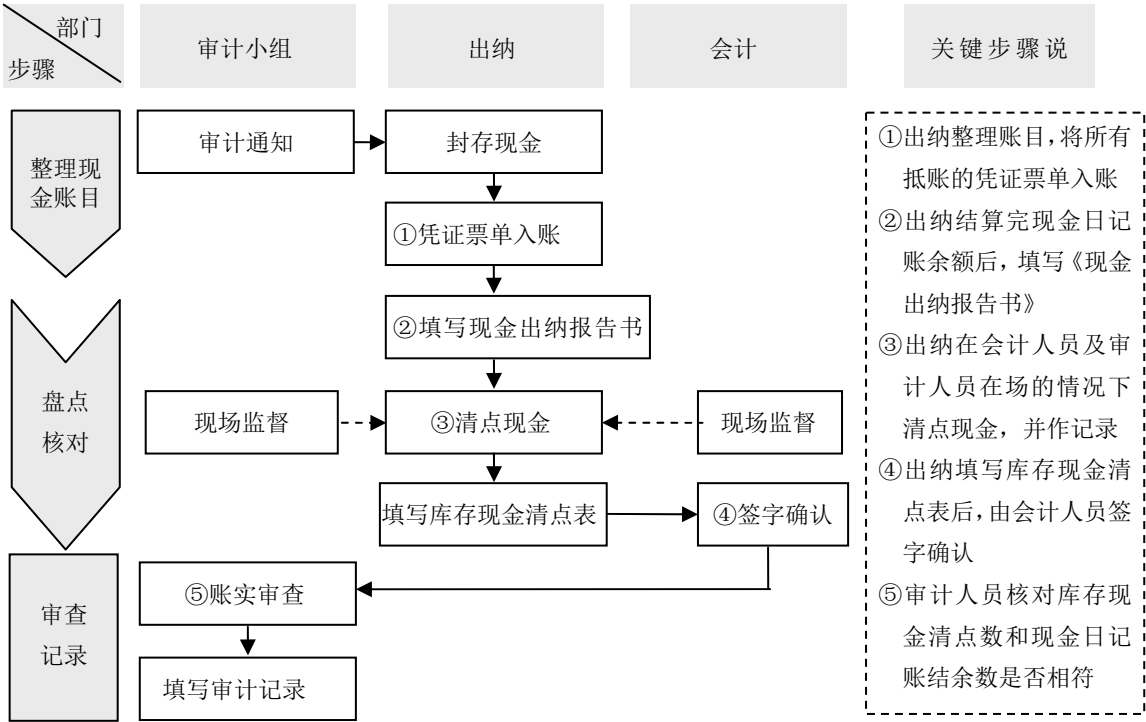 部门
步骤
审计小组
出纳
会计
关键步骤说
整理现
金账目
审计通知
封存现金
①凭证票单入账
②填写现金出纳报告书
盘点
核对
现场监督
③清点现金
现场监督
填写库存现金清点表
④签字确认
审查
记录
⑤账实审查
填写审计记录
①出纳整理账目，将所有
抵账的凭证票单入账
②出纳结算完现金日记
账余额后，填写《现金
出纳报告书》
③出纳在会计人员及审
计人员在场的情况下
清点现金，并作记录
④出纳填写库存现金清
点表后，由会计人员签
字确认
⑤审计人员核对库存现
金清点数和现金日记
账结余数是否相符